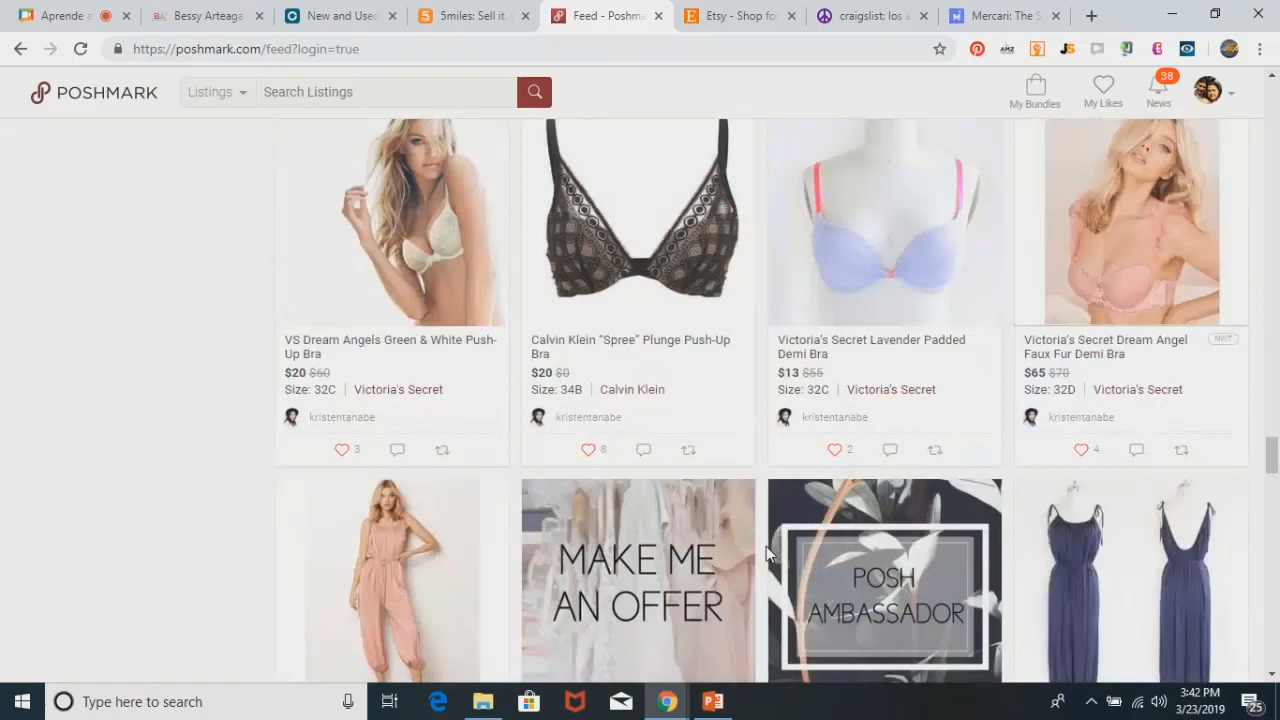 Aprende a
Bessy Arteaga
New and Used
5miles: Sell it.
Feed - Poshma
Etsy - Shop for
craigslist: los a
Mercari: The S
https://poshmark.com/feed?login=true
POSHMARK
Listings
Search Listings
My Bundles
My Likes
38
News
VS Dream Angels Green & White Push-
Up Bra
$20 $60
Size: 32C | Victoria's Secret
kristentanabe
3
Calvin Klein “Spree” Plunge Push-Up
Bra
$20 $0
Size: 34B | Calvin Klein
kristentanabe
8
Victoria's Secret Lavender Padded
Demi Bra
$13 $55
Size: 32C | Victoria's Secret
kristentanabe
2
Victoria's Secret Dream Angel
Faux Fur Demi Bra
NWT
$65 $70
Size: 32D | Victoria's Secret
kristentanabe
4
MAKE ME
AN OFFER
POSH
AMBASSADOR
Type here to search
3:42 PM
3/23/2019
25